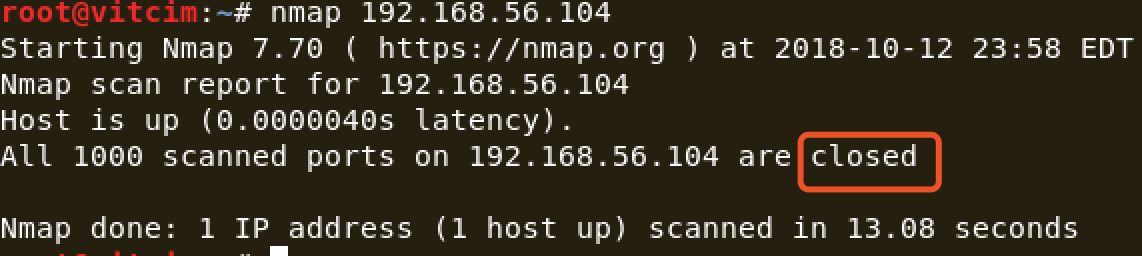 root@vitcim:~# nmap 192.168.56.104
Starting Nmap 7.70 ( https://nmap.org ) at 2018-10-12 23:58 EDT
Nmap scan report for 192.168.56.104
Host is up (0.0000040s latency).
All 1000 scanned ports on 192.168.56.104 are closed
Nmap done: 1 IP address (1 host up) scanned in 13.08 seconds